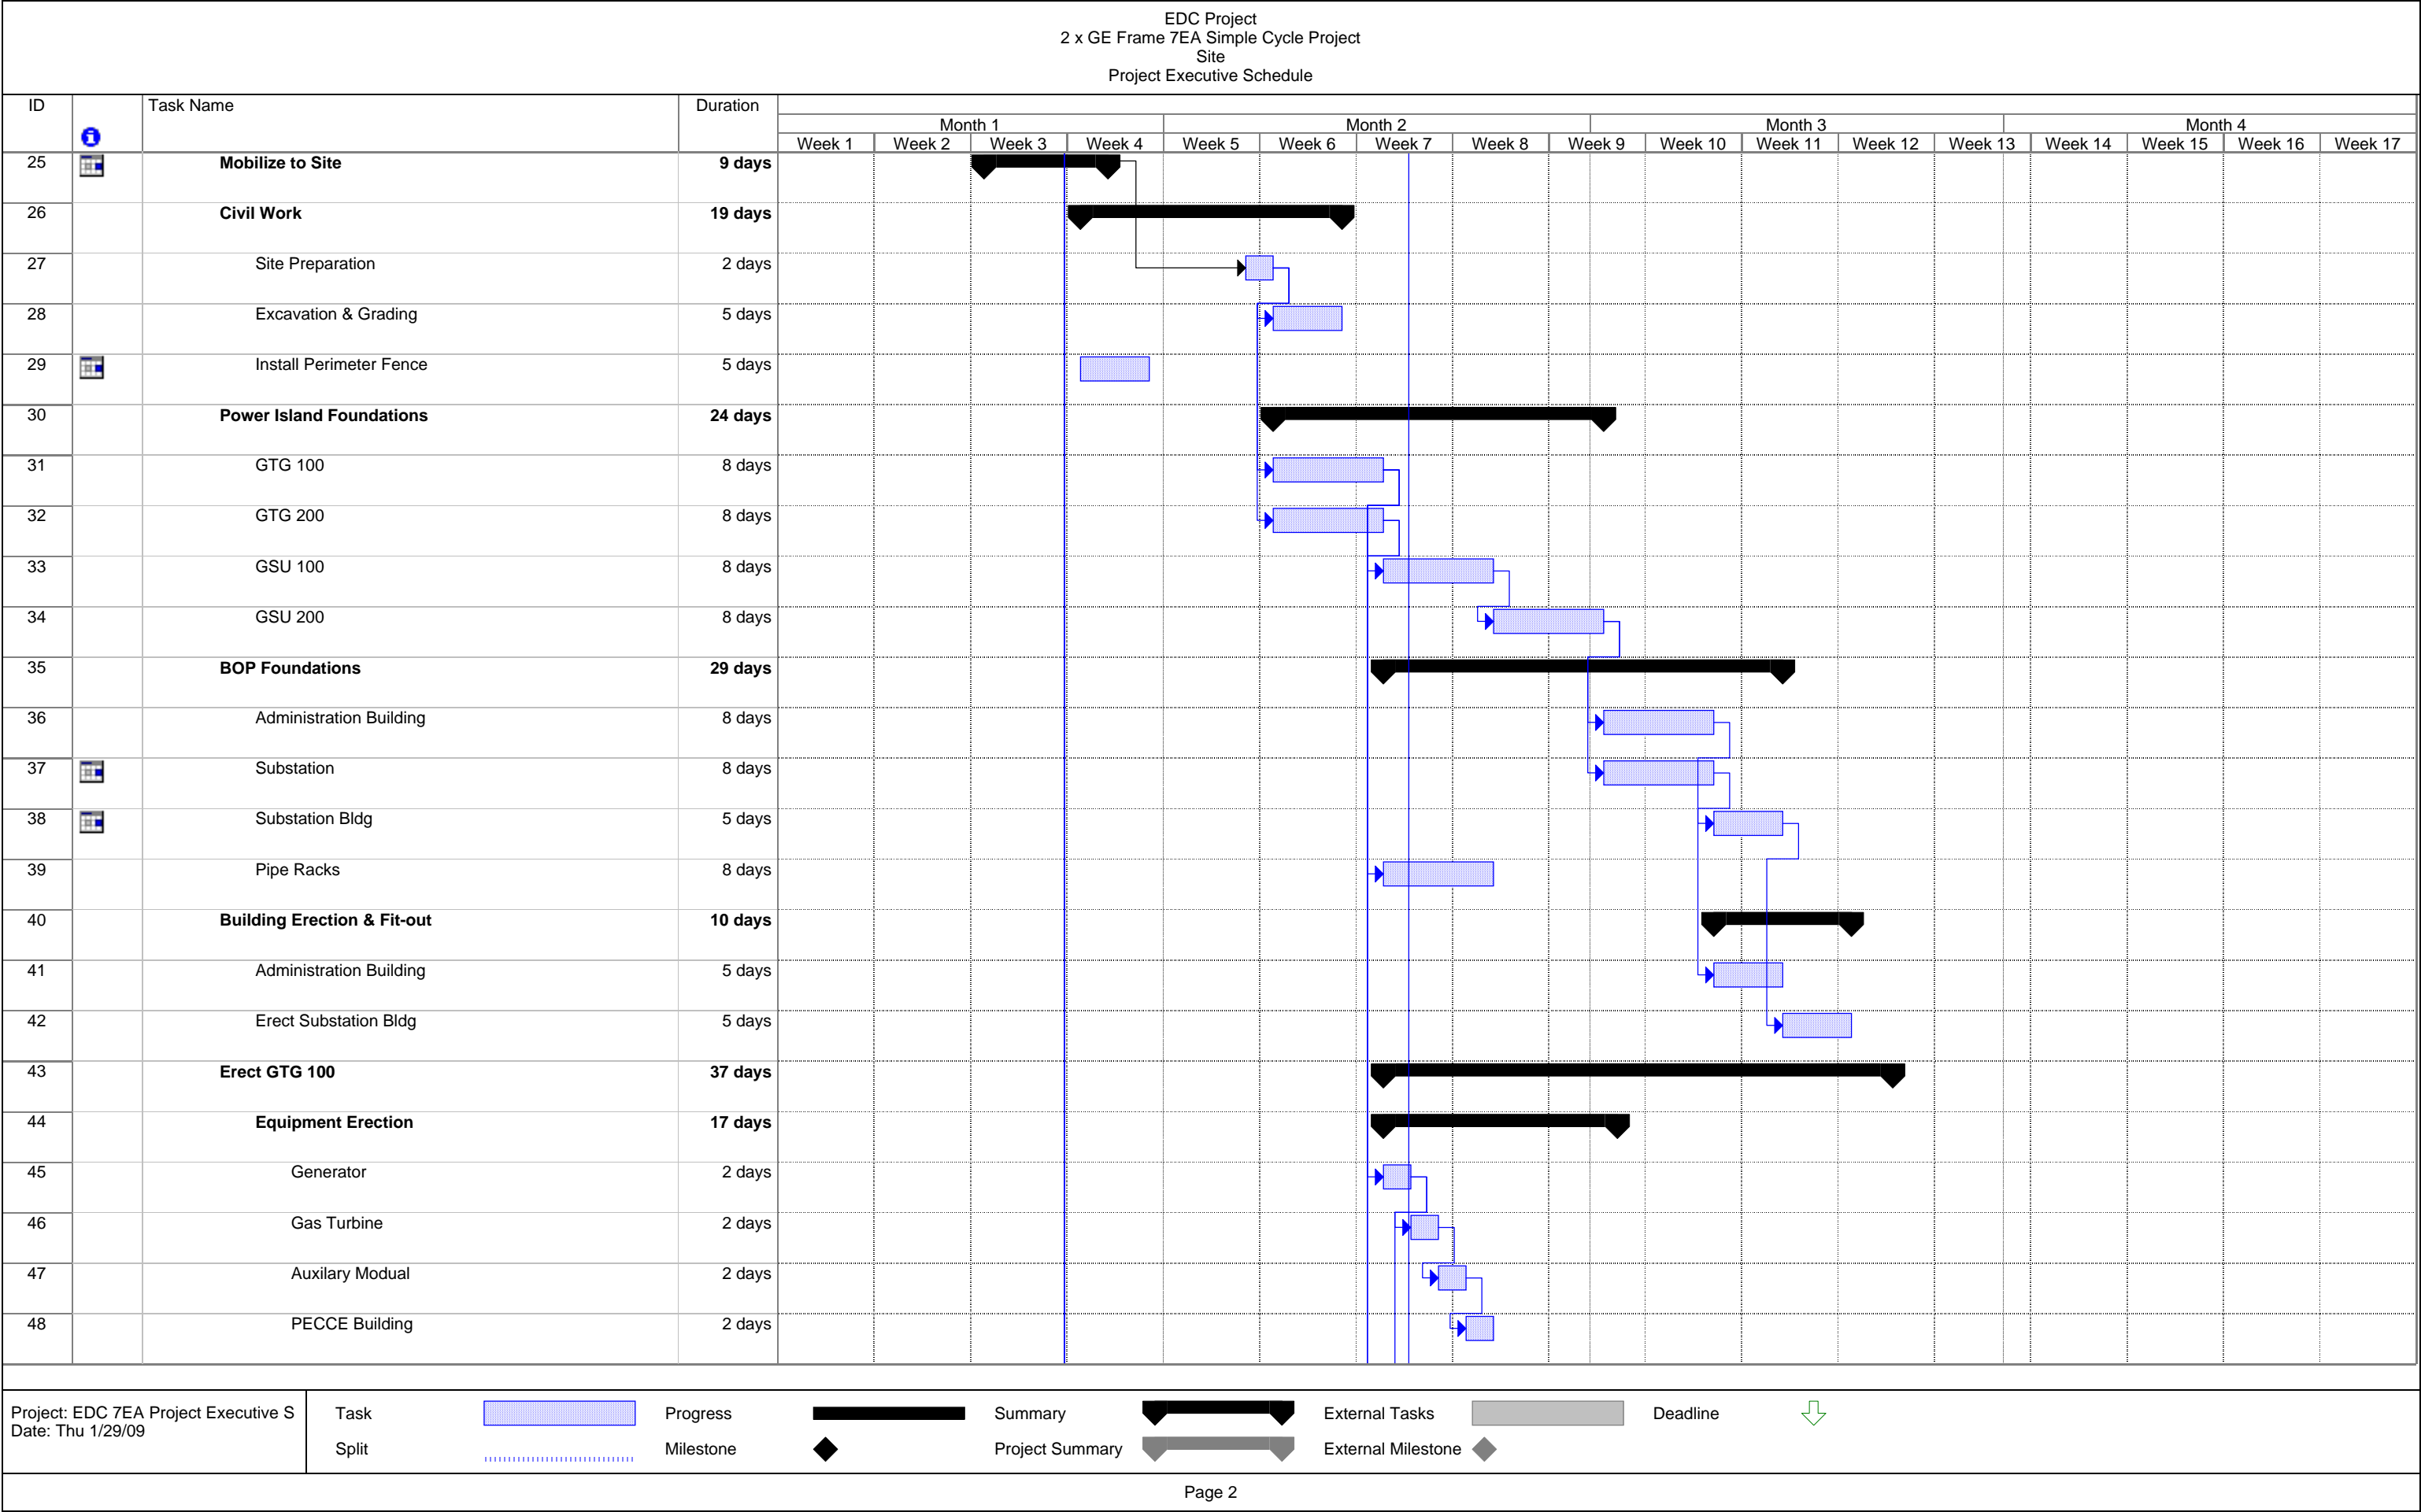 EDC Project
2 x GE Frame 7EA Simple Cycle Project
Site
Project Executive Schedule
ID Task Name Duration
Month 1 Month 2 Month 3 Month 4
Week 1 Week 2 Week 3 Week 4 Week 5 Week 6 Week 7 Week 8 Week 9 Week 10 Week 11 Week 12 Week 13 Week 14 Week 15 Week 16 Week 17
25 Mobilize to Site 9 days
26 Civil Work 19 days
27 Site Preparation 2 days
28 Excavation & Grading 5 days
29 Install Perimeter Fence 5 days
30 Power Island Foundations 24 days
31 GTG 100 8 days
32 GTG 200 8 days
33 GSU 100 8 days
34 GSU 200 8 days
35 BOP Foundations 29 days
36 Administration Building 8 days
37 Substation 8 days
38 Substation Bldg 5 days
39 Pipe Racks 8 days
40 Building Erection & Fit-out 10 days
41 Administration Building 5 days
42 Erect Substation Bldg 5 days
43 Erect GTG 100 37 days
44 Equipment Erection 17 days
45 Generator 2 days
46 Gas Turbine 2 days
47 Auxilary Modual 2 days
48 PECCE Building 2 days
Project: EDC 7EA Project Executive S
Date: Thu 1/29/09
Task Progress Summary External Tasks Deadline
Split Milestone Project Summary External Milestone
Page 2